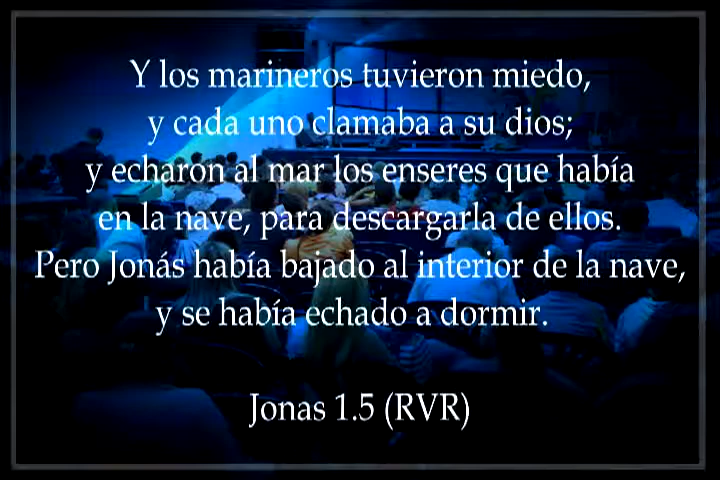 Y los marineros tuvieron miedo,
y cada uno clamaba a su dios;
y echaron al mar los enseres que había
en la nave, para descargarla de ellos.
Pero Jonás había bajado al interior de la nave,
y se había echado a dormir.
Jonas 1.5 (RVR)